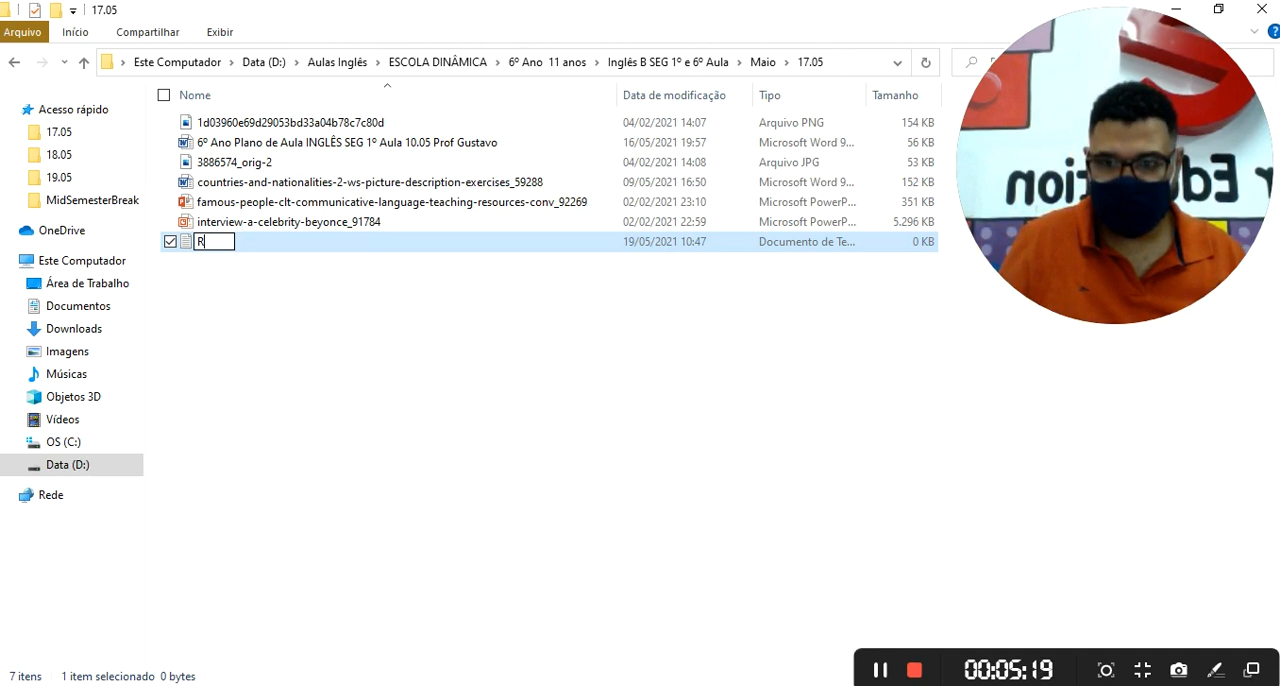 17.05
Arquivo Início Compartilhar Exibir
Este Computador Data (D:) Aulas Inglês ESCOLA DINÂMICA 6º Ano 11 anos Inglês B SEG 1º e 6º Aula Maio 17.05
Nome Data de modificação Tipo Tamanho
1d03960e69d29053bd33a04b78c7c80d 04/02/2021 14:07 Arquivo PNG 154 KB
6º Ano Plano de Aula INGLÊS SEG 1º Aula 10.05 Prof Gustavo 16/05/2021 19:57 Microsoft Word 9... 56 KB
3886574_orig-2 04/02/2021 14:08 Arquivo JPG 53 KB
countries-and-nationalities-2-ws-picture-description-exercises_59288 09/05/2021 16:50 Microsoft Word 9... 152 KB
famous-people-clt-communicative-language-teaching-resources-conv_92269 02/02/2021 23:10 Microsoft PowerP... 351 KB
interview-a-celebrity-beyonce_91784 02/02/2021 22:59 Microsoft PowerP... 5.296 KB
R 19/05/2021 10:47 Documento de Te... 0 KB
Acesso rápido
17.05
18.05
19.05
MidSemesterBreak
OneDrive
Este Computador
Área de Trabalho
Documentos
Downloads
Imagens
Músicas
Objetos 3D
Vídeos
OS (C:)
Data (D:)
Rede
r Education
7 itens 1 item selecionado 0 bytes
00:05:19